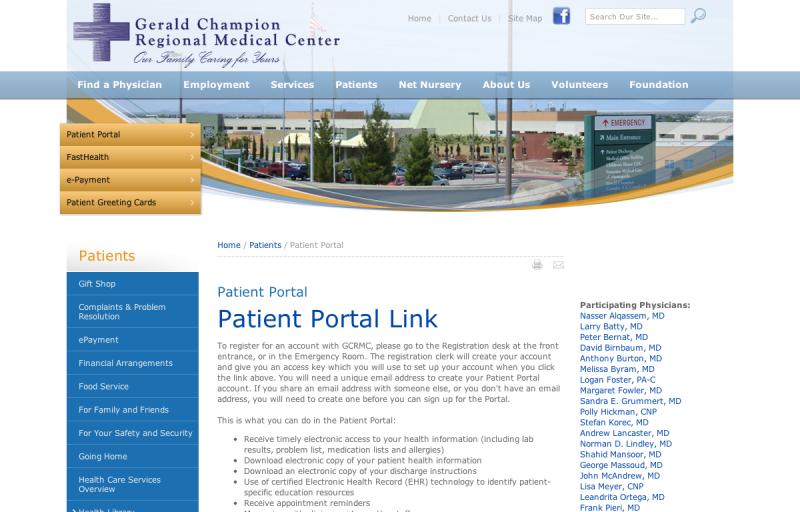 Gerald Champion
Regional Medical Center
Our Family Caring for Yours
Home | Contact Us | Site Map
Search Our Site...
Find a Physician Employment Services Patients Net Nursery About Us Volunteers Foundation
Patient Portal
FastHealth
e-Payment
Patient Greeting Cards
EMERGENCY
Main Entrance
Patient Discharge
Patients
Gift Shop
Complaints & Problem
Resolution
ePayment
Financial Arrangements
Food Service
For Family and Friends
For Your Safety and Security
Going Home
Health Care Services
Overview
Home / Patients / Patient Portal
Patient Portal
Patient Portal Link
To register for an account with GCRMC, please go to the Registration desk at the front
entrance, or in the Emergency Room. The registration clerk will create your account
and give you an access key which you will use to set up your account when you click
the link above. You will need a unique email address to create your Patient Portal
account. If you share an email address with someone else, or you don't have an email
address, you will need to create one before you can sign up for the Portal.
This is what you can do in the Patient Portal:
Receive timely electronic access to your health information (including lab
results, problem list, medication lists and allergies)
Download electronic copy of your patient health information
Download an electronic copy of your discharge instructions
Use of certified Electronic Health Record (EHR) technology to identify patient-
specific education resources
Receive appointment reminders
Participating Physicians:
Nasser Alqassem, MD
Larry Batty, MD
Peter Bernat, MD
David Birnbaum, MD
Anthony Burton, MD
Melissa Byram, MD
Logan Foster, PA-C
Margaret Fowler, MD
Sandra E. Grummert, MD
Polly Hickman, CNP
Stefan Korec, MD
Andrew Lancaster, MD
Norman D. Lindley, MD
Shahid Mansoor, MD
George Massoud, MD
John McAndrew, MD
Lisa Meyer, CNP
Leandrita Ortega, MD
Frank Pieri, MD